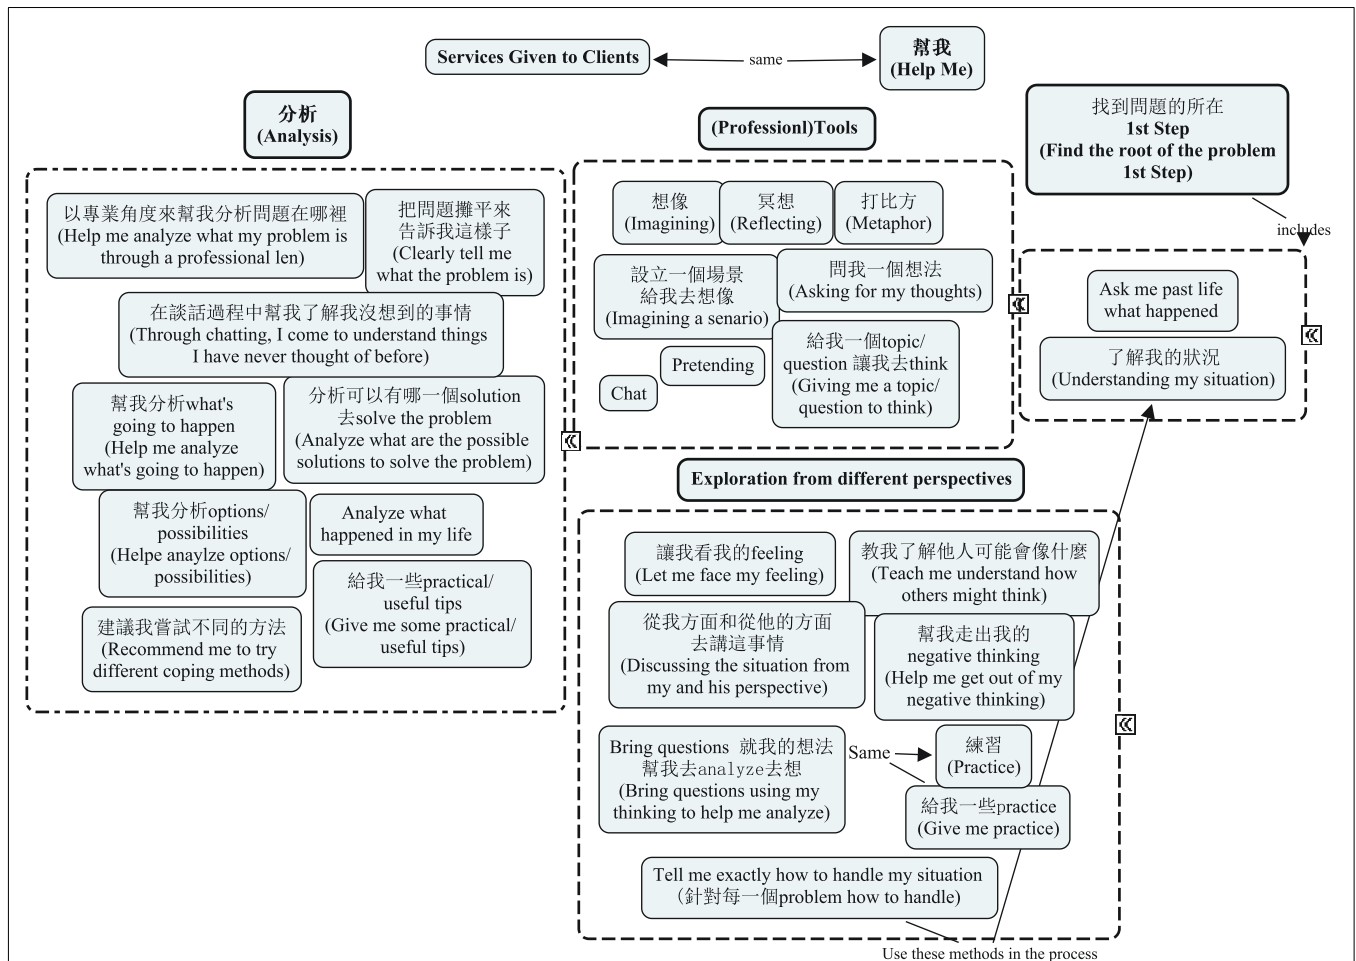 Services Given to Clients
same
幫我
(Help Me)
分析
(Analysis)
(Professionl)Tools
找到問題的所在
1st Step
(Find the root of the problem
1st Step)
includes
以專業角度來幫我分析問題在哪裡
(Help me analyze what my problem is
through a professional len)
把問題攤平來
告訴我這樣子
(Clearly tell me
what the problem is)
在談話過程中幫我了解我沒想到的事情
(Through chatting, I come to understand things
I have never thought of before)
幫我分析what's
going to happen
(Help me analyze
what's going to happen)
分析可以有哪一個solution
去solve the problem
(Analyze what are the possible
solutions to solve the problem)
幫我分析options/
possibilities
(Helpe anaylze options/
possibilities)
Analyze what
happened in my life
給我一些practical/
useful tips
(Give me some practical/
useful tips)
建議我嘗試不同的方法
(Recommend me to try
different coping methods)
想像
(Imagining)
冥想
(Reflecting)
打比方
(Metaphor)
設立一個場景
給我去想像
(Imagining a senario)
問我一個想法
(Asking for my thoughts)
Pretending
Chat
給我一個topic/
question 讓我去think
(Giving me a topic/
question to think)
Ask me past life
what happened
了解我的狀況
(Understanding my situation)
Exploration from different perspectives
讓我看我的feeling
(Let me face my feeling)
教我了解他人可能會像什麼
(Teach me understand how
others might think)
從我方面和從他的方面
去講這事情
(Discussing the situation from
my and his perspective)
幫我走出我的
negative thinking
(Help me get out of my
negative thinking)
Bring questions 就我的想法
幫我去analyze去想
(Bring questions using my
thinking to help me analyze)
Same
練習
(Practice)
給我一些practice
(Give me practice)
Tell me exactly how to handle my situation
(針對每一個problem how to handle)
Use these methods in the process